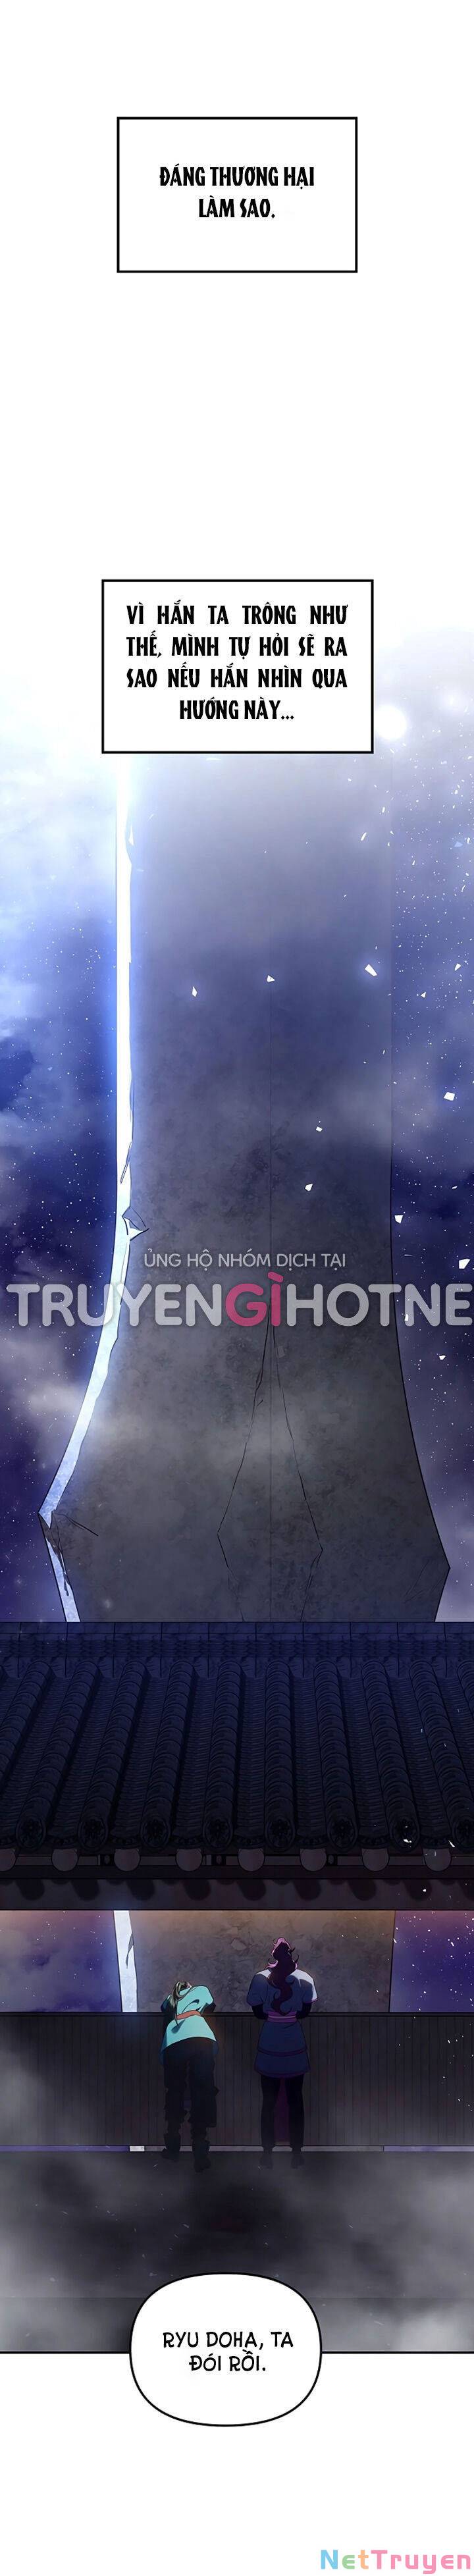 ĐÁNG THƯƠNG HẠI
LÀM SAO.
VÌ HẮN TA TRÔNG NHƯ
THẾ, MÌNH TỰ HỎI SẼ RA
SAO NẾU HẮN NHÌN QUA
HƯỚNG NÀY...
ỦNG HỘ NHÓM DỊCH TẠI
TRUYENGÌHOTNE
RYU DOHA, TA
ĐÓI RỒI.
NetTruyen